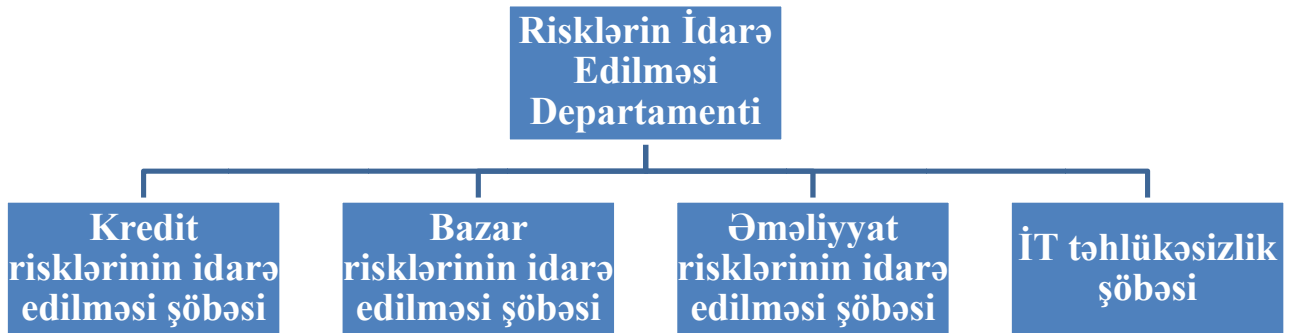 Risklərin İdarə
Edilməsi
Departamenti
Kredit
risklərinin idarə
edilməsi şöbəsi
Bazar
risklərinin idarə
edilməsi şöbəsi
Əməliyyat
risklərinin idarə
edilməsi şöbəsi
İT təhlükəsizlik
şöbəsi